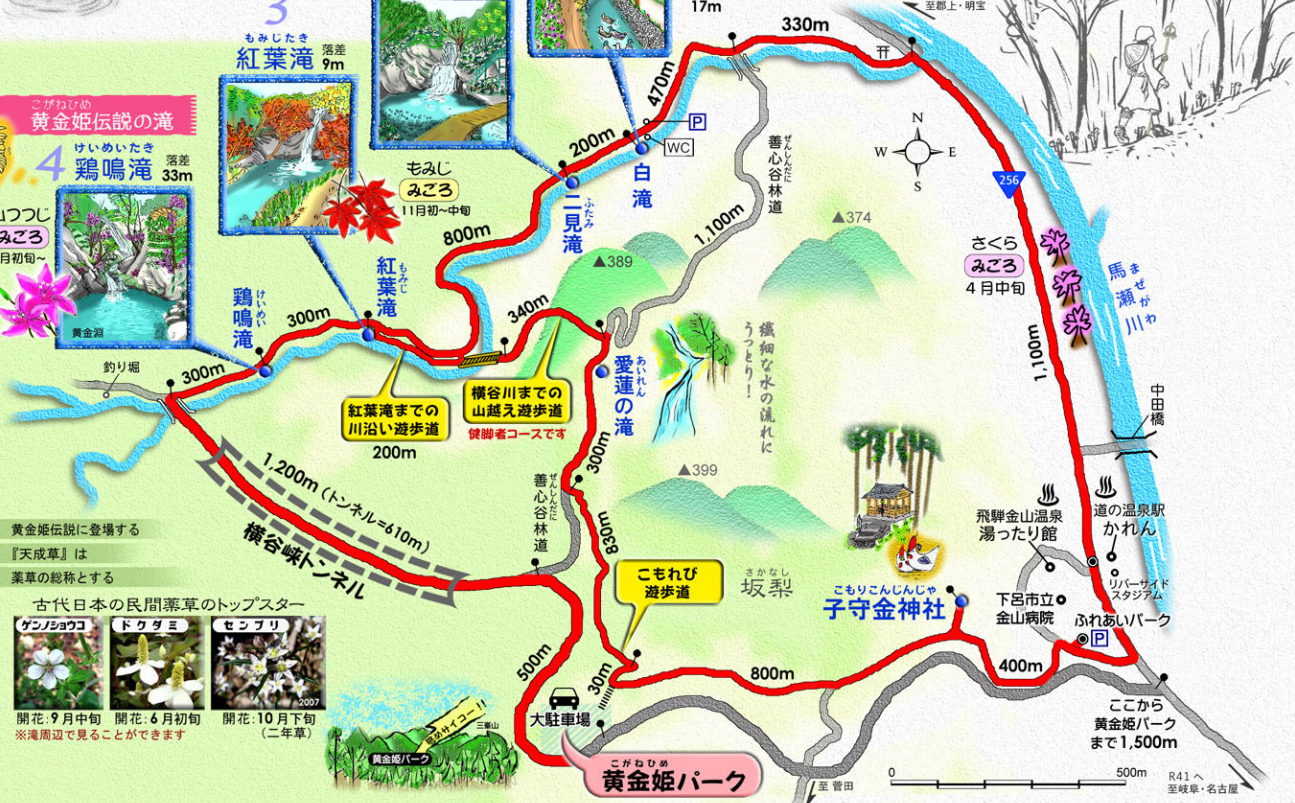 3
もみじたき
紅葉滝 落差
9m
17m
至郡上・明宝
330m
470m
200m
P
WC
白滝
ふたみ
二見滝
こがねひめ
黄金姫伝説の滝
4
けいめいたき
鶏鳴滝 落差
33m
つつじ
みごろ
月初旬~
黄金淵
もみじ
みごろ
11月初~中旬
800m
善心谷林道
ぜんしんだに
1,100m
▲374
▲389
N
W E
S
256
さくら
みごろ
4月中旬
馬瀬川
まぜがわ
1,100m
中田橋
鶏鳴滝
けいめい
紅葉滝
もみじ
300m
300m
釣り堀
340m
愛蓮の滝
あいれん
繊細な水の流れに
うっとり!
紅葉滝までの
川沿い遊歩道
200m
横谷川までの
山越え遊歩道
健脚者コースです
300m
▲399
善心谷林道
ぜんしんだに
830m
1,200m(トンネル=610m)
横谷峡トンネル
黄金姫伝説に登場する
『天成草』は
薬草の総称とする
古代日本の民間薬草のトップスター
ゲンノショウコ
ドクダミ
センブリ
2007
開花:9月中旬
開花:6月初旬
開花:10月下旬
(二年草)
※滝周辺で見ることができます
こもれび
遊歩道
さかなし
坂梨
こもりこんじんじゃ
子守金神社
飛騨金山温泉
湯ったり館
道の温泉駅
かれん
リバーサイド
スタジアム
下呂市立
金山病院
ふれあいパーク
P
500m
30m
800m
400m
大駐車場
眺めサイコー!!
三峯山
黄金姫パーク
こがねひめ
黄金姫パーク
ここから
黄金姫パーク
まで1,500m
至 菅田
0 500m
R41へ
至岐阜・名古屋